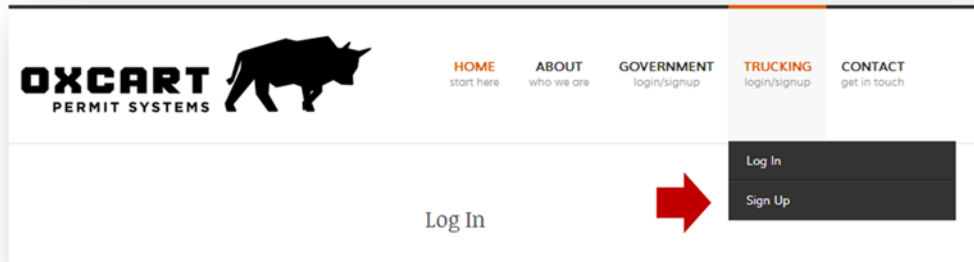 OXCART
PERMIT SYSTEMS
HOME
start here
ABOUT
who we are
GOVERNMENT
login/signup
TRUCKING
login/signup
CONTACT
get in touch
Log In
Sign Up
Log In